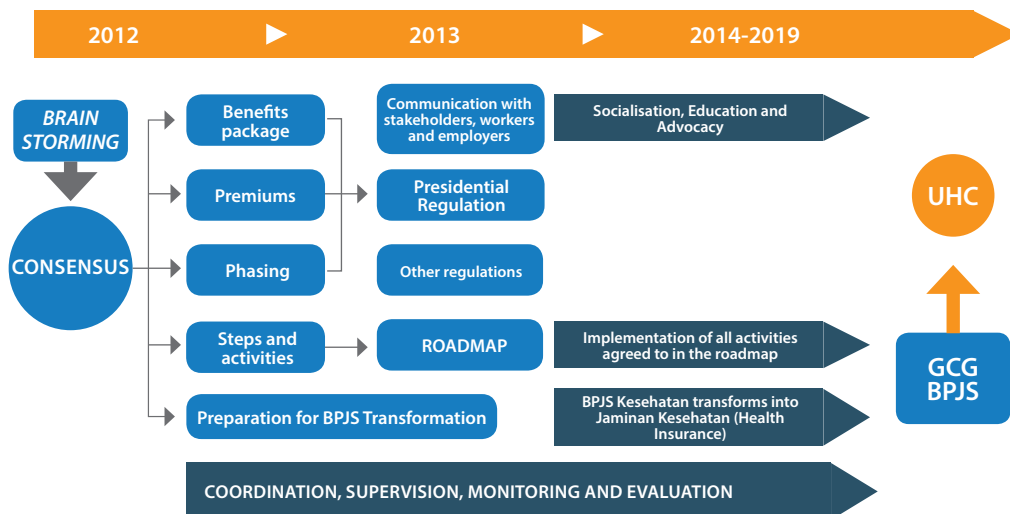 2012
2013
2014-2019
BRAIN
STORMING
CONSENSUS
Benefits
package
Premiums
Phasing
Steps and
activities
Preparation for BPJS Transformation
Communication with
stakeholders, workers
and employers
Presidential
Regulation
Other regulations
ROADMAP
Socialisation, Education and
Advocacy
Implementation of all activities
agreed to in the roadmap
BPJS Kesehatan transforms into
Jaminan Kesehatan (Health
Insurance)
UHC
GCG
BPJS
COORDINATION, SUPERVISION, MONITORING AND EVALUATION